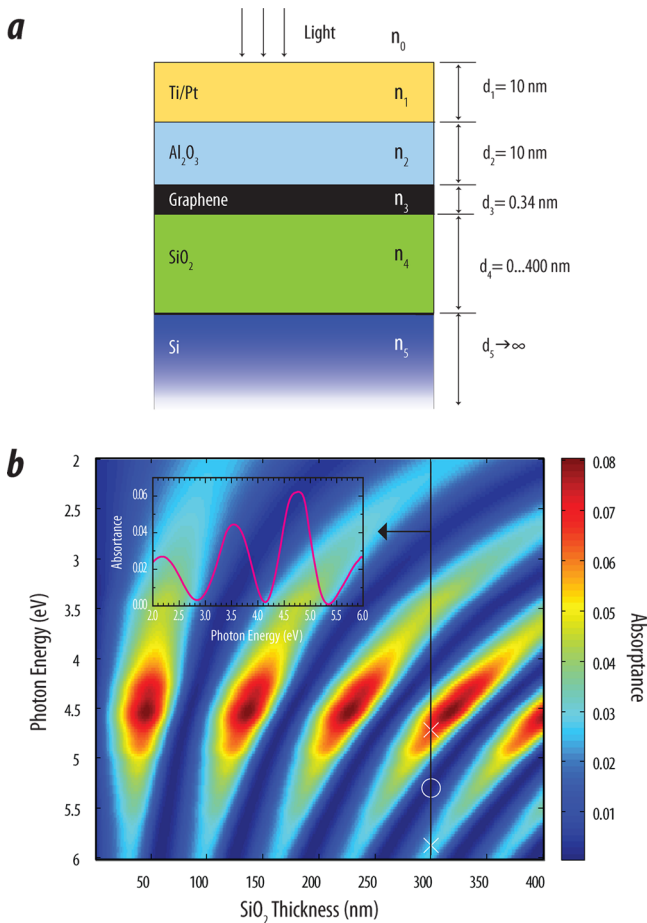 a
Light
n0
Ti/Pt
n1
d1= 10 nm
Al2O3
n2
d2= 10 nm
Graphene
n3
d3= 0.34 nm
SiO2
n4
d4= 0...400 nm
Si
n5
d5→∞
b
2
2.5
3
3.5
4
4.5
5
5.5
6
Photon Energy (eV)
0.06
0.04
0.02
0.00
Absortance
2.0 2.5 3.0 3.5 4.0 4.5 5.0 5.5 6.0
Photon Energy (eV)
50 100 150 200 250 300 350 400
SiO2 Thickness (nm)
0.08
0.07
0.06
0.05
0.04
0.03
0.02
0.01
Absorptance